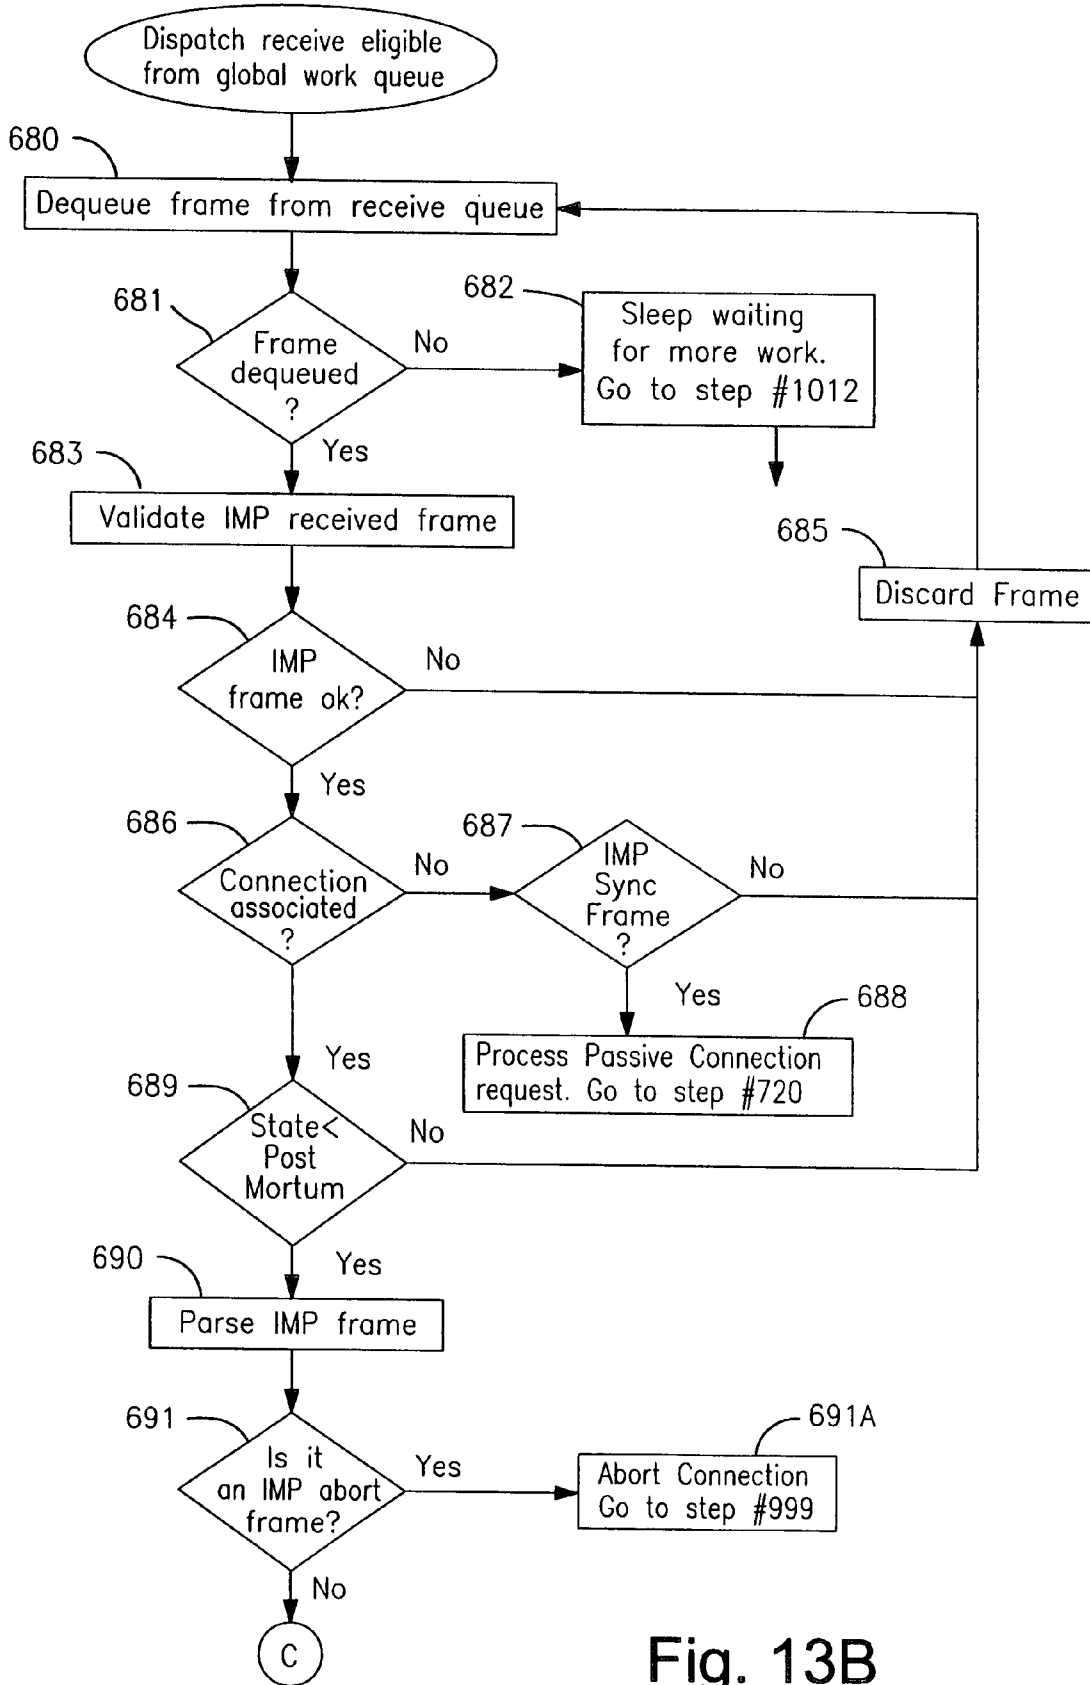 Dispatch receive eligible
from global work queue
680
Dequeue frame from receive queue
681
Frame
dequeued
?
No
682
Sleep waiting
for more work.
Go to step #1012
Yes
683
Validate IMP received frame
685
Discard Frame
684
IMP
frame ok?
No
Yes
686
Connection
associated
?
No
687
IMP
Sync
Frame
?
No
Yes
688
Process Passive Connection
request. Go to step #720
Yes
689
State<
Post
Mortum
No
Yes
690
Parse IMP frame
691
Is it
an IMP abort
frame?
Yes
691A
Abort Connection
Go to step #999
No
C
Fig. 13B